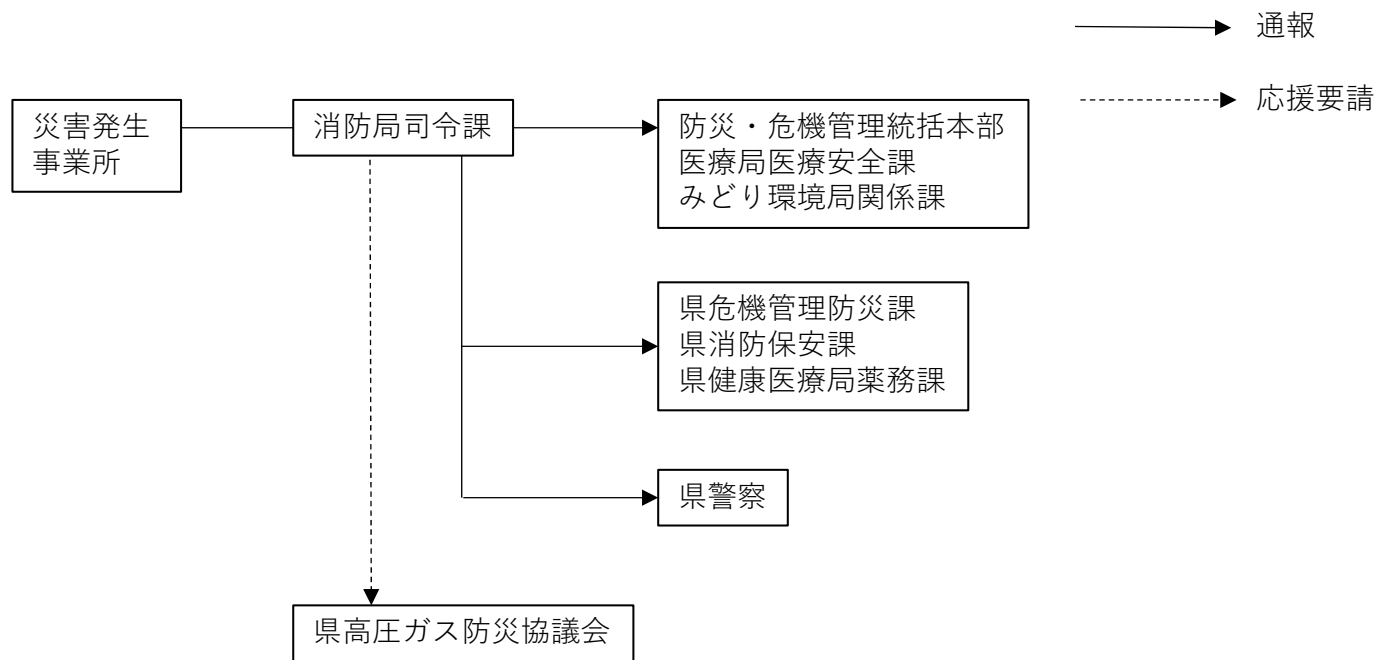 通報
応援要請
災害発生
事業所
消防局司令課
防災・危機管理統括本部
医療局医療安全課
みどり環境局関係課
県危機管理防災課
県消防保安課
県健康医療局薬務課
県警察
県高圧ガス防災協議会